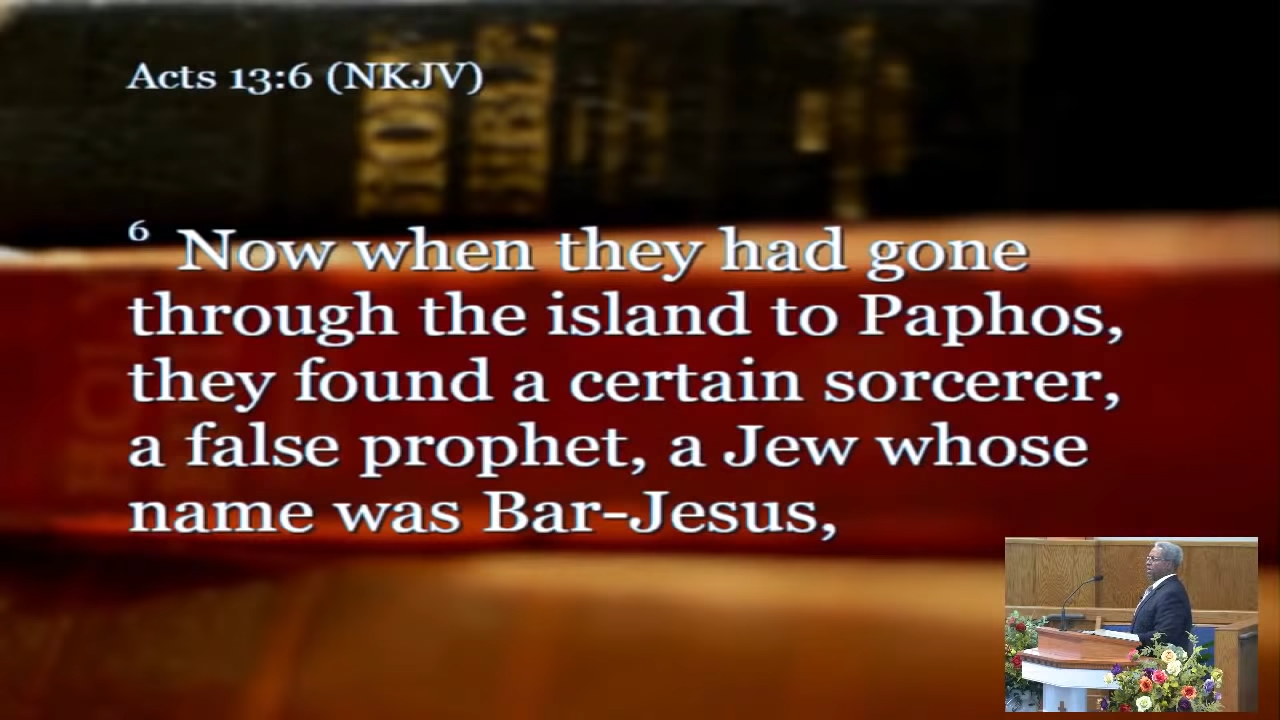 Acts 13:6 (NKJV)
6 Now when they had gone
through the island to Paphos,
they found a certain sorcerer,
a false prophet, a Jew whose
name was Bar-Jesus,